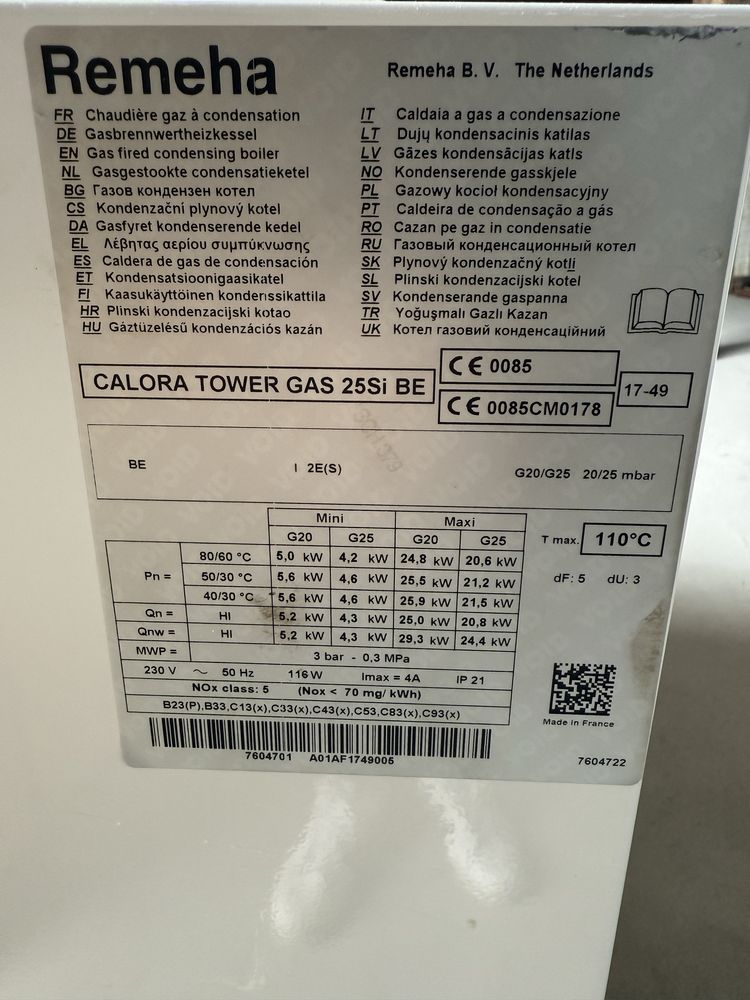 Remeha
Remeha B. V. The Netherlands
FR Chaudière gaz à condensation
DE Gasbrennwertheizkessel
EN Gas fired condensing boiler
NL Gasgestookte condensatieketel
BG Газов кондензен котел
CS Kondenzační plynový kotel
DA Gasfyret kondenserende kedel
EL Λέβητας αερίου συμπύκνωσης
ES Caldera de gas de condensación
ET Kondensatsioonigaasikatel
FI Kaasukäyttöinen kondenssikattila
HR Plinski kondenzacijski kotao
HU Gáztüzelésű kondenzációs kazán
IT Caldaia a gas a condensazione
LT Dujų kondensacinis katilas
LV Gāzes kondensācijas katls
NO Kondenserende gasskjele
PL Gazowy kocioł kondensacyjny
PT Caldeira de condensação a gás
RO Cazan pe gaz in condensatie
RU Газовый конденсационный котел
SK Plynový kondenzačný kotlį
SL Plinski kondenzacijski kotel
SV Kondenserande gaspanna
TR Yoğuşmalı Gazlı Kazan
UK Котел газовий конденсаційний
CALORA TOWER GAS 25Si BE
CE 0085
CE 0085CM0178
17-49
BE I 2E(S) G20/G25 20/25 mbar
Mini Maxi
G20 G25 G20 G25
Pn = 80/60 °C 5,0 kW 4,2 kW 24,8 kW 20,6 kW
50/30 °C 5,6 kW 4,6 kW 25,5 kW 21,2 kW
40/30 °C 5,6 kW 4,6 kW 25,9 kW 21,5 kW
Qn = HI 5,2 kW 4,3 kW 25,0 kW 20,8 kW
Qnw = HI 5,2 kW 4,3 kW 29,3 kW 24,4 kW
MWP = 3 bar - 0,3 MPa
230 V ~ 50 Hz 116 W Imax = 4A IP 21
NOx class: 5 (Nox < 70 mg/ kWh)
B23(P),B33,C13(x),C33(x),C43(x),C53,C83(x),C93(x)
T max. 110°C
dF: 5 dU: 3
Made in France
7604701 A01AF1749005
7604722